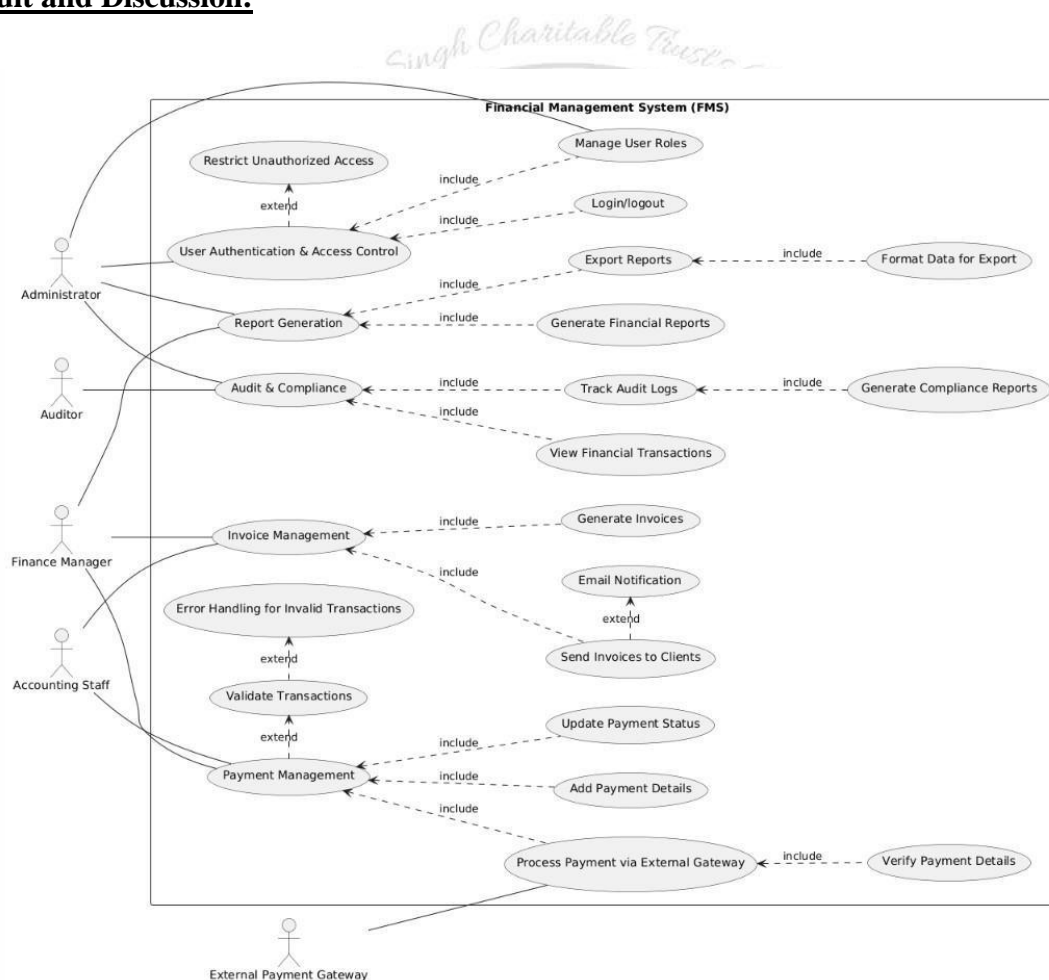 and Discussion:
Singh Charitable Trust's
Financial Management System (FMS)
Manage User Roles
Restrict Unauthorized Access
include
extend
Login/logout
include
User Authentication & Access Control
Administrator
Export Reports
include
Format Data for Export
include
Report Generation
include
Generate Financial Reports
Auditor
Audit & Compliance
include
Track Audit Logs
include
Generate Compliance Reports
include
View Financial Transactions
Finance Manager
Invoice Management
include
Generate Invoices
include
Email Notification
extend
Send Invoices to Clients
Error Handling for Invalid Transactions
extend
Accounting Staff
Validate Transactions
extend
Update Payment Status
include
Payment Management
include
Add Payment Details
include
Process Payment via External Gateway
include
Verify Payment Details
External Payment Gateway